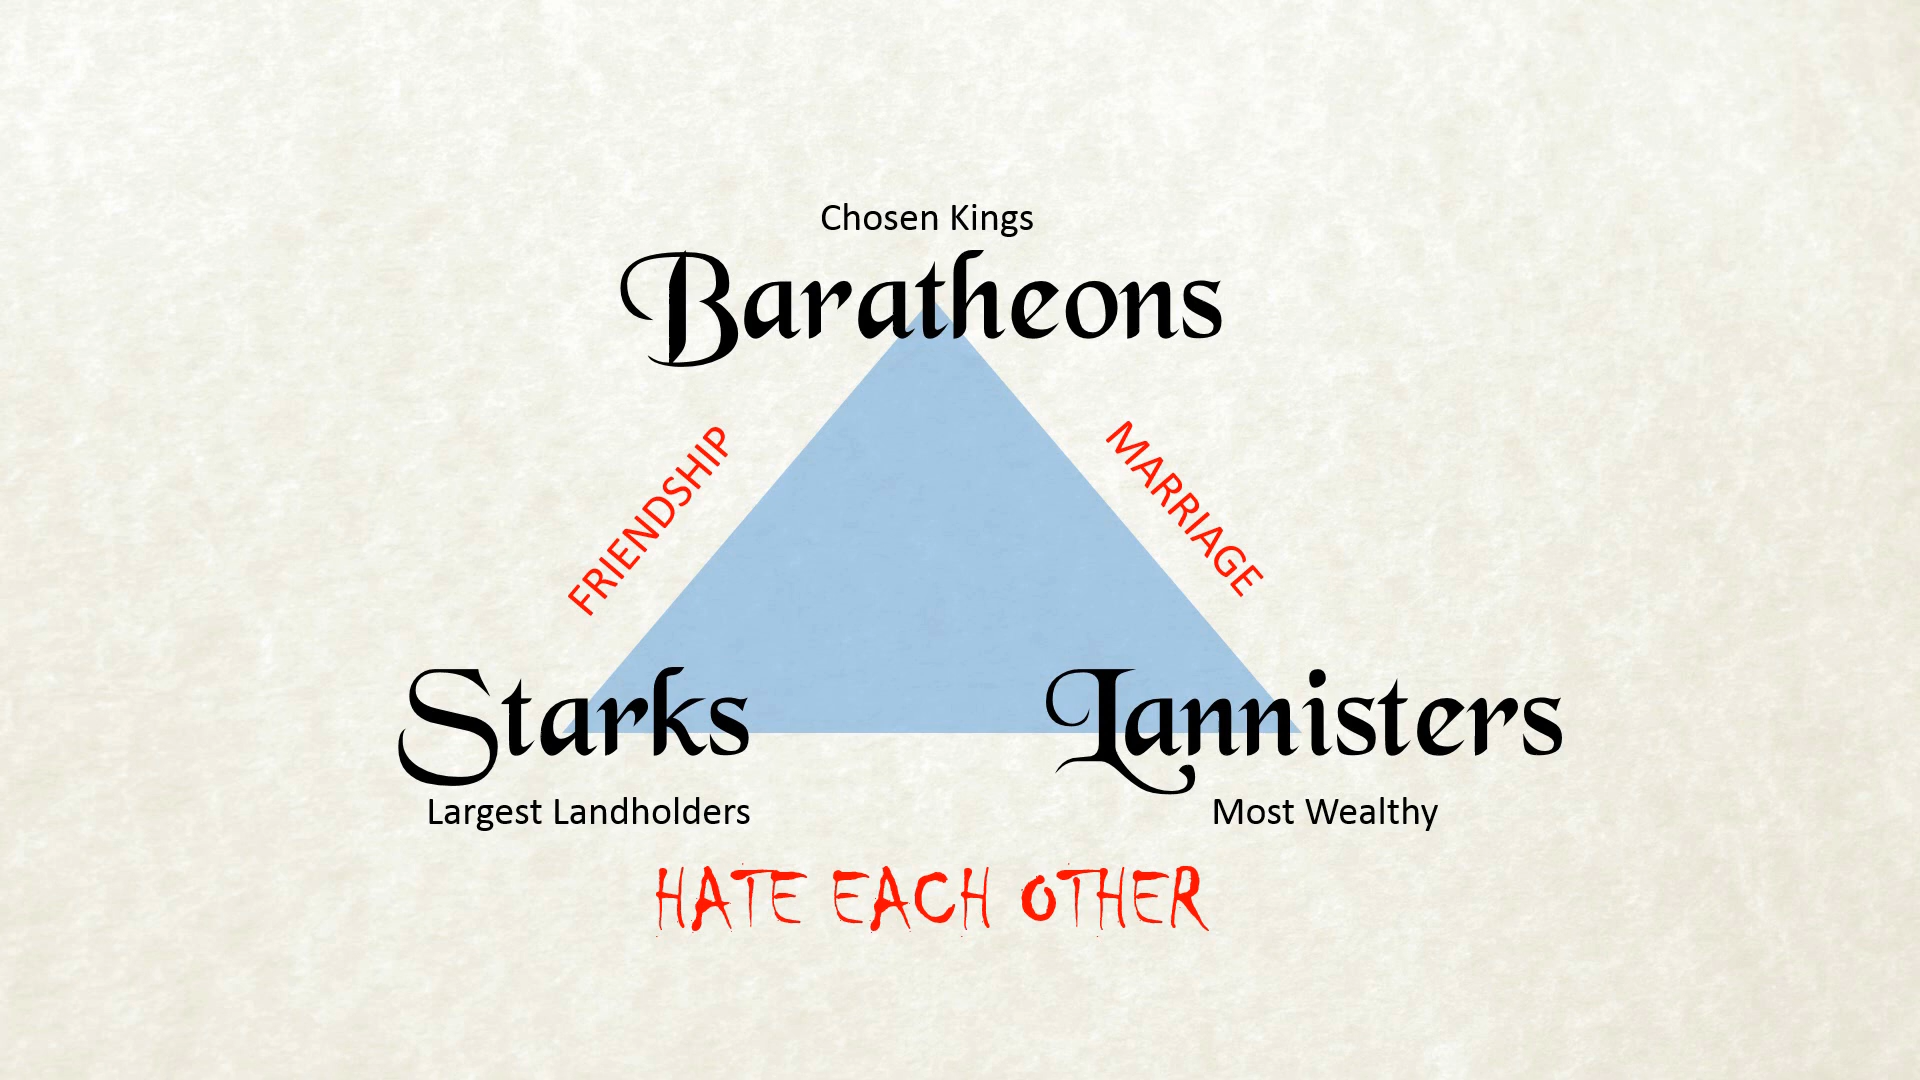 Chosen Kings
Baratheons
FRIENDSHIP
MARRIAGE
Starks
Lannisters
Largest Landholders
Most Wealthy
HATE EACH OTHER